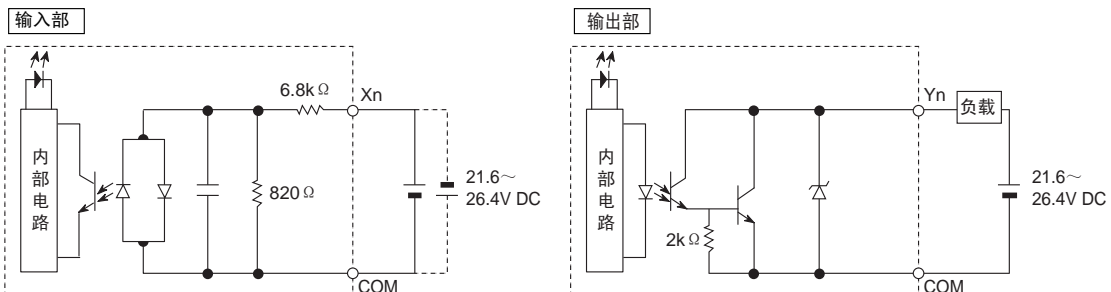 输入部
内部电路
6.8kΩ
Xn
820Ω
21.6～
26.4V DC
COM
输出部
内部电路
2kΩ
Yn
负载
21.6～
26.4V DC
COM